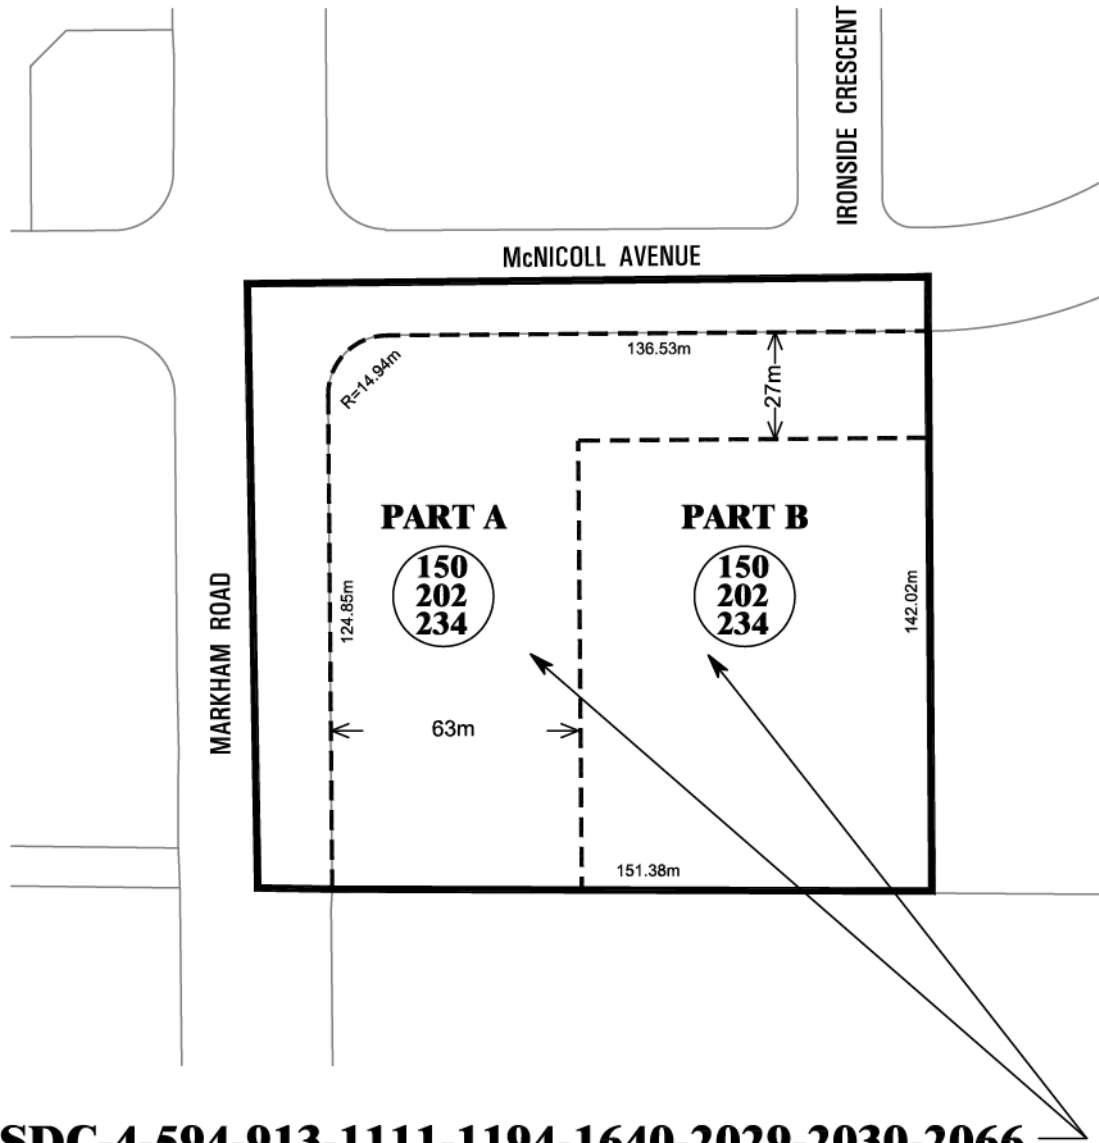 IRONSIDE CRESCENT
McNICOLL AVENUE
136.53m
R=14.94m
27m
PART A
150
202
234
PART B
150
202
234
124.85m
142.02m
MARKHAM ROAD
63m
151.38m
SDC-4-594-913-1111-1194-1640-2029-2030-2066